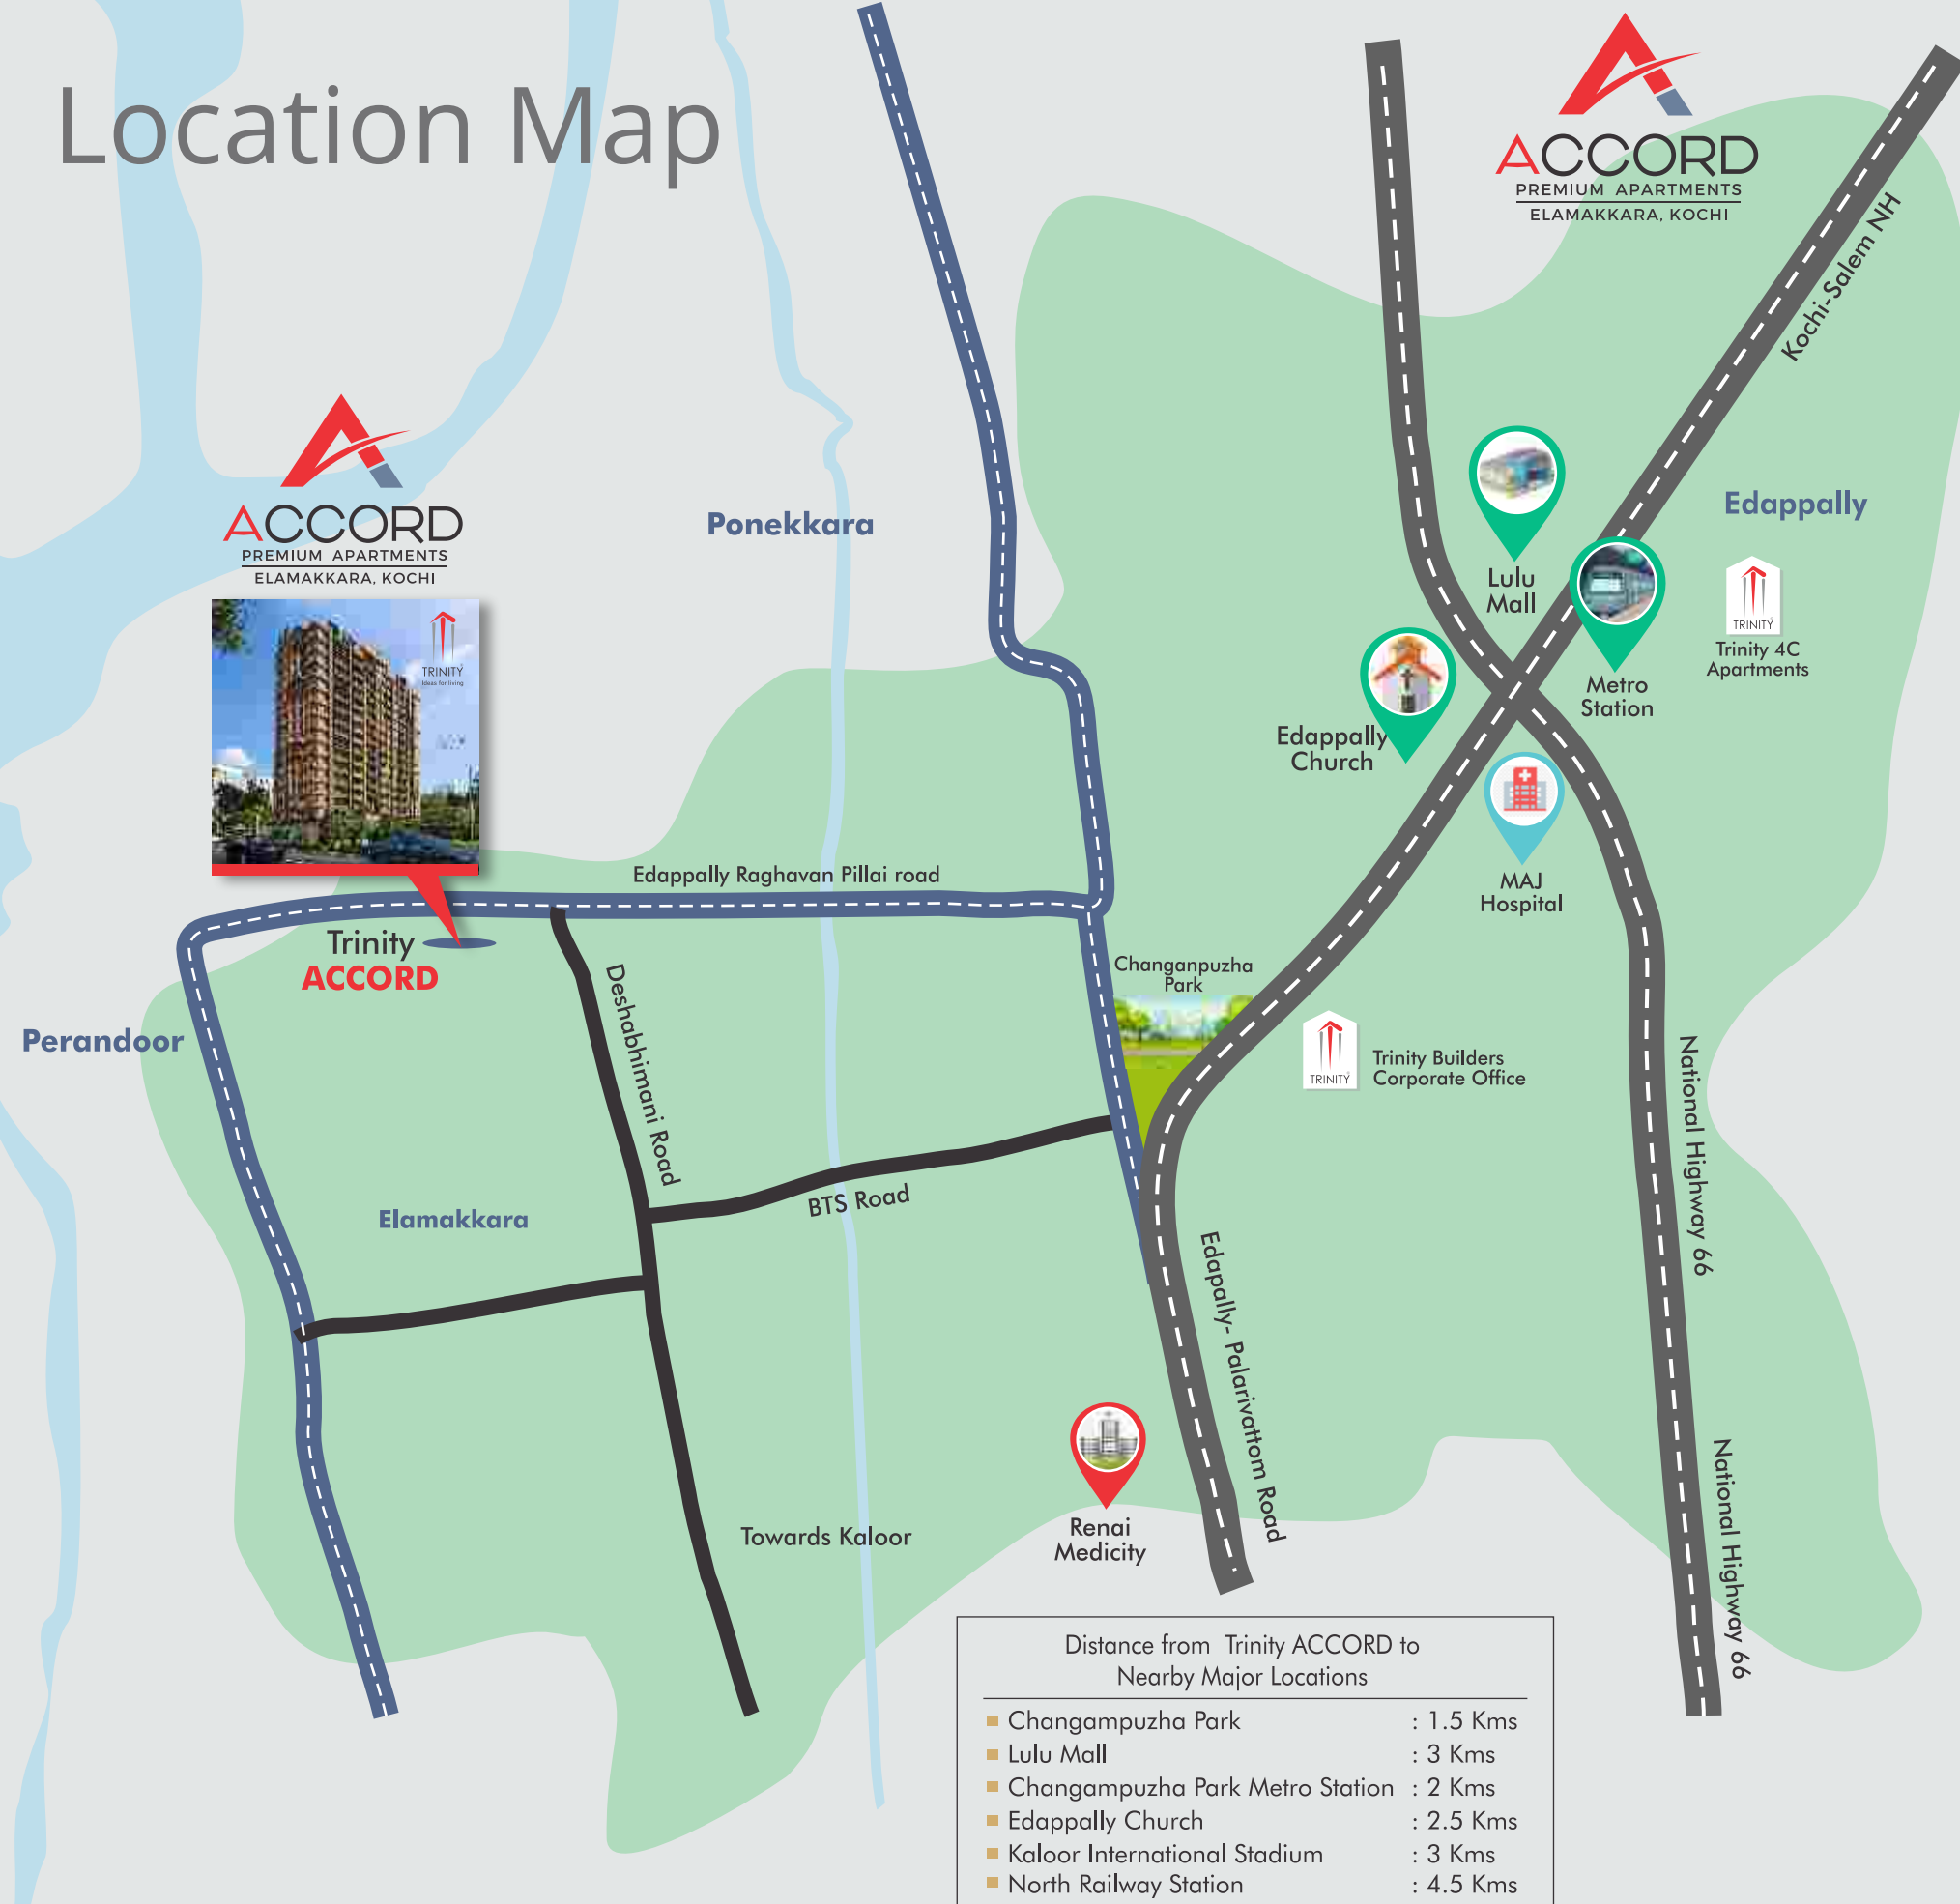 Location Map
ACCORD
PREMIUM APARTMENTS
ELAMAKKARA, KOCHI
Kochi-Salem NH
ACCORD
PREMIUM APARTMENTS
ELAMAKKARA, KOCHI
TRINITY
Ideas for living
Ponekkara
Edappally
Lulu
Mall
TRINITY
Trinity 4C
Apartments
Metro
Station
Edappally
Church
MAJ
Hospital
Edappally Raghavan Pillai road
Trinity
ACCORD
Changanpuzha
Park
Perandoor
Deshabhimani Road
TRINITY
Trinity Builders
Corporate Office
National Highway 66
Elamakkara
BTS Road
Edapally- Palarivattom Road
Towards Kaloor
Renai
Medicity
National Highway 66
Distance from Trinity ACCORD to
Nearby Major Locations
Changampuzha Park : 1.5 Kms
Lulu Mall : 3 Kms
Changampuzha Park Metro Station : 2 Kms
Edappally Church : 2.5 Kms
Kaloor International Stadium : 3 Kms
North Railway Station : 4.5 Kms